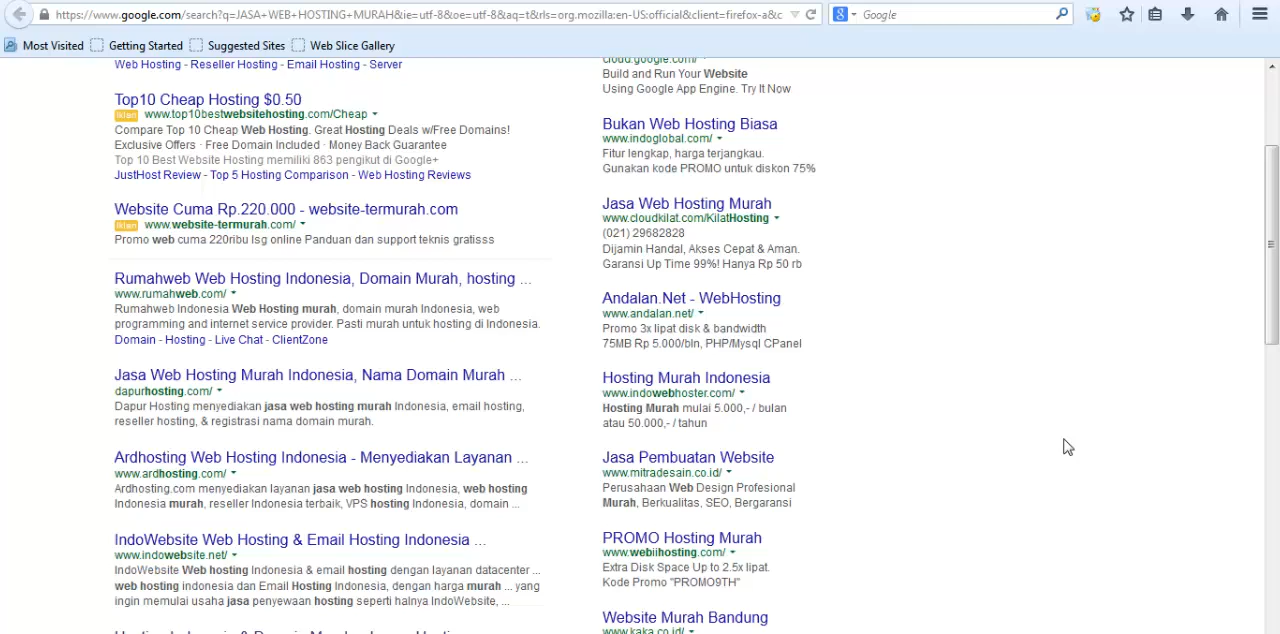 https://www.google.com/search?q=JASA+WEB+HOSTING+MURAH&ie=utf-8&oe=utf-8&aq=t&rls=org.mozilla:en-US:official&client=firefox-a&c
Google
Most Visited
Getting Started
Suggested Sites
Web Slice Gallery
Web Hosting - Reseller Hosting - Email Hosting - Server
Top10 Cheap Hosting $0.50
Iklan www.top10bestwebsitehosting.com/Cheap
Compare Top 10 Cheap Web Hosting. Great Hosting Deals w/Free Domains!
Exclusive Offers · Free Domain Included · Money Back Guarantee
Top 10 Best Website Hosting memiliki 863 pengikut di Google+
JustHost Review - Top 5 Hosting Comparison - Web Hosting Reviews
Website Cuma Rp.220.000 - website-termurah.com
Iklan www.website-termurah.com/
Promo web cuma 220ribu lsg online Panduan dan support teknis gratisss
Rumahweb Web Hosting Indonesia, Domain Murah, hosting ...
www.rumahweb.com/
Rumahweb Indonesia Web Hosting murah, domain murah Indonesia, web
programming and internet service provider. Pasti murah untuk hosting di Indonesia.
Domain - Hosting - Live Chat - ClientZone
Jasa Web Hosting Murah Indonesia, Nama Domain Murah ...
dapurhosting.com/
Dapur Hosting menyediakan jasa web hosting murah Indonesia, email hosting,
reseller hosting, & registrasi nama domain murah.
Ardhosting Web Hosting Indonesia - Menyediakan Layanan ...
www.ardhosting.com/
Ardhosting.com menyediakan layanan jasa web hosting Indonesia, web hosting
Indonesia murah, reseller Indonesia terbaik, VPS hosting Indonesia, domain ...
IndoWebsite Web Hosting & Email Hosting Indonesia ...
www.indowebsite.net/
IndoWebsite Web hosting Indonesia & email hosting dengan layanan datacenter ...
web hosting indonesia dan Email Hosting Indonesia, dengan harga murah ... yang
ingin memulai usaha jasa penyewaan hosting seperti halnya IndoWebsite, ...
cloud.google.com/
Build and Run Your Website
Using Google App Engine. Try It Now
Bukan Web Hosting Biasa
www.indoglobal.com/
Fitur lengkap, harga terjangkau.
Gunakan kode PROMO untuk diskon 75%
Jasa Web Hosting Murah
www.cloudkilat.com/KilatHosting
(021) 29682828
Dijamin Handal, Akses Cepat & Aman.
Garansi Up Time 99%! Hanya Rp 50 rb
Andalan.Net - WebHosting
www.andalan.net/
Promo 3x lipat disk & bandwidth
75MB Rp 5.000/bln, PHP/Mysql CPanel
Hosting Murah Indonesia
www.indowebhoster.com/
Hosting Murah mulai 5.000,- / bulan
atau 50.000,- / tahun
Jasa Pembuatan Website
www.mitradesain.co.id/
Perusahaan Web Design Profesional
Murah, Berkualitas, SEO, Bergaransi
PROMO Hosting Murah
www.webiihosting.com/
Extra Disk Space Up to 2.5x lipat.
Kode Promo "PROMO9TH"
Website Murah Bandung
www.kaka.co.id/